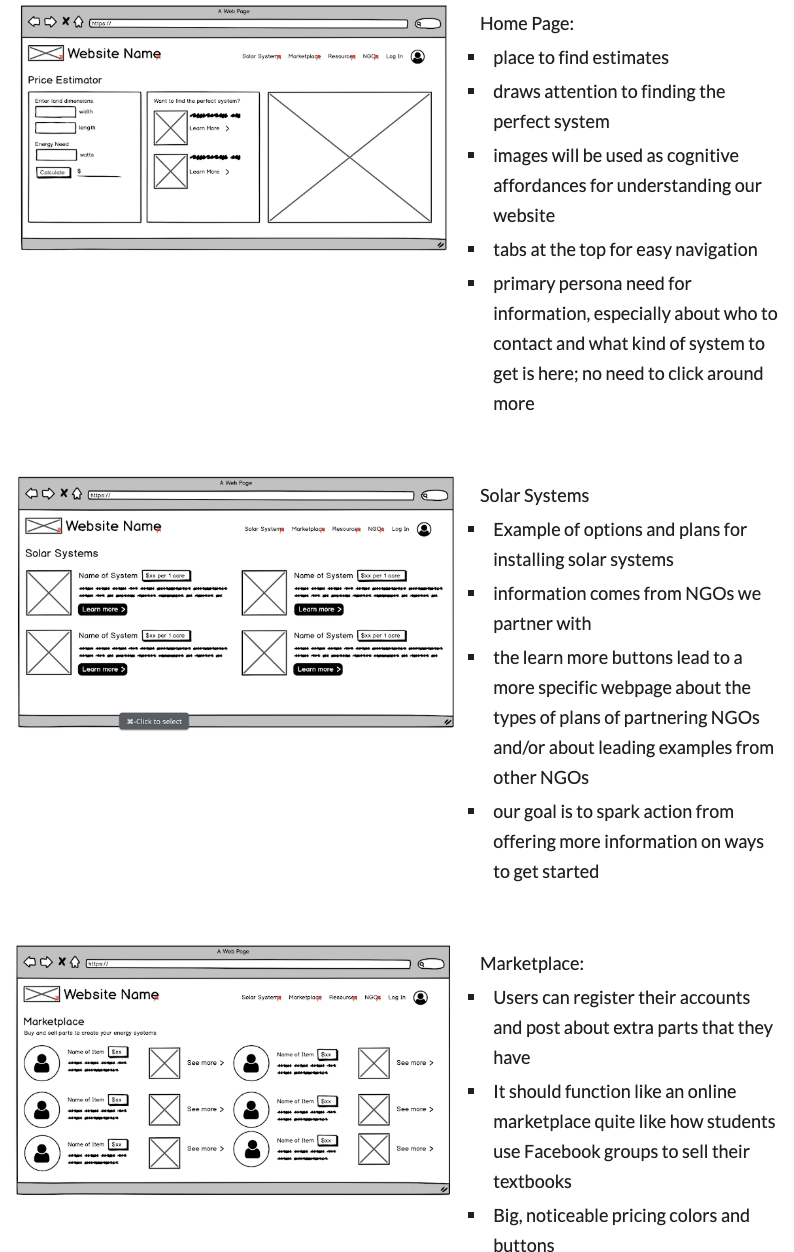 A Web Page
https://
Website Name
Solar Systems Marketplace Resources NGOs Log In
Price Estimator
Enter land dimensions:
width
length
Energy Need
watts
Calculate $
Want to find the perfect system?
Learn More >
Learn More >
Home Page:
place to find estimates
draws attention to finding the
perfect system
images will be used as cognitive
affordances for understanding our
website
tabs at the top for easy navigation
primary persona need for
information, especially about who to
contact and what kind of system to
get is here; no need to click around
more
A Web Page
https://
Website Name
Solar Systems Marketplace Resources NGOs Log In
Solar Systems
Name of System $xx per 1 acre
Learn more >
Name of System $xx per 1 acre
Learn more >
Name of System $xx per 1 acre
Learn more >
Name of System $xx per 1 acre
Learn more >
⌘-Click to select
Solar Systems
Example of options and plans for
installing solar systems
information comes from NGOs we
partner with
the learn more buttons lead to a
more specific webpage about the
types of plans of partnering NGOs
and/or about leading examples from
other NGOs
our goal is to spark action from
offering more information on ways
to get started
A Web Page
https://
Website Name
Solar Systems Marketplace Resources NGOs Log In
Marketplace
Buy and sell parts to create your energy systems
Name of Item $xx
See more >
Name of Item $xx
See more >
Name of Item $xx
See more >
Name of Item $xx
See more >
Name of Item $xx
See more >
Name of Item $xx
See more >
Marketplace:
Users can register their accounts
and post about extra parts that they
have
It should function like an online
marketplace quite like how students
use Facebook groups to sell their
textbooks
Big, noticeable pricing colors and
buttons